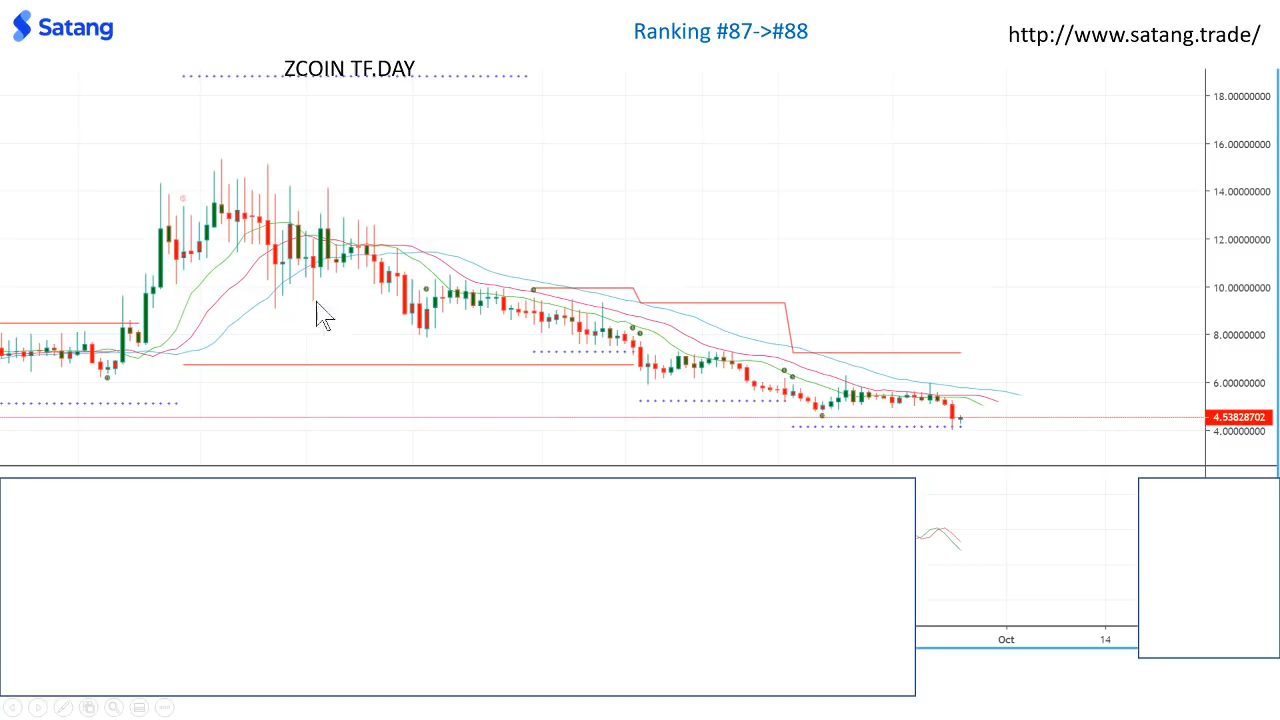 Satang
Ranking #87->#88
http://www.satang.trade/
ZCOIN TF.DAY
18.00000000
16.00000000
14.00000000
12.00000000
10.00000000
8.00000000
6.00000000
4.53828702
4.00000000
Oct
14